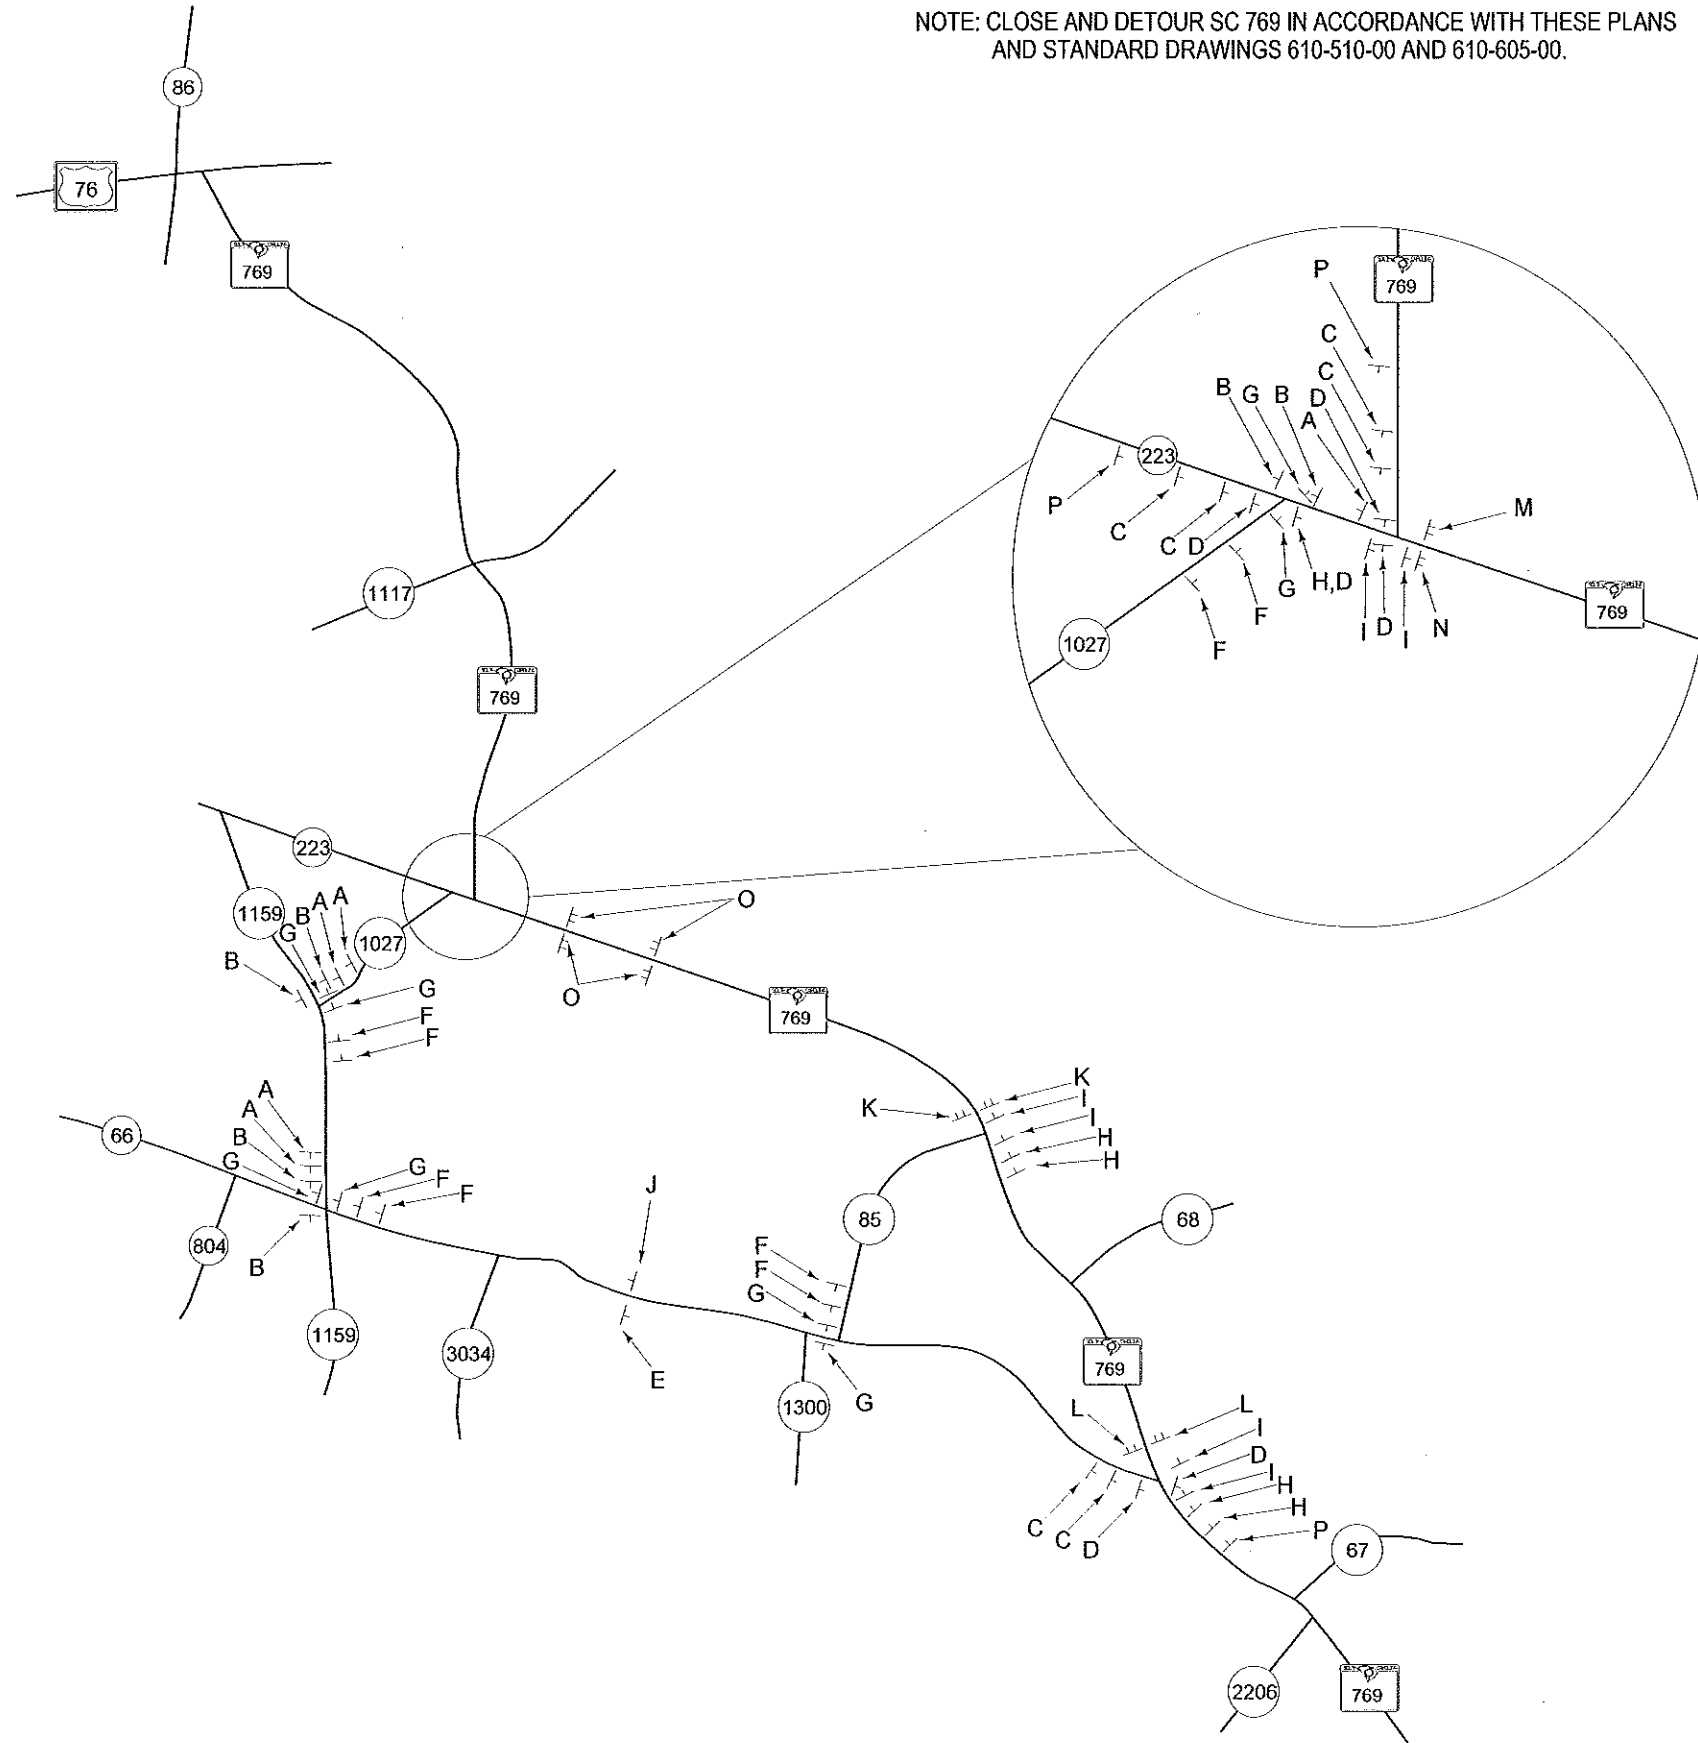 NOTE: CLOSE AND DETOUR SC 769 IN ACCORDANCE WITH THESE PLANS
AND STANDARD DRAWINGS 610-510-00 AND 610-605-00.
86
76
769
769
P
C
C
B G B D
A
223
P
M
C
C D
G H,D
F
I D I N
769
F
1027
1117
769
223
O
1159
A
A
B
G
1027
B
G
O
F
F
769
A
K
A
I
K
I
66
B
H
G
G
H
F
F
J
85
68
804
F
B
F
G
1159
3034
769
E
G
1300
L
L
I
D
I
H
H
C
C
D
P
67
2206
769